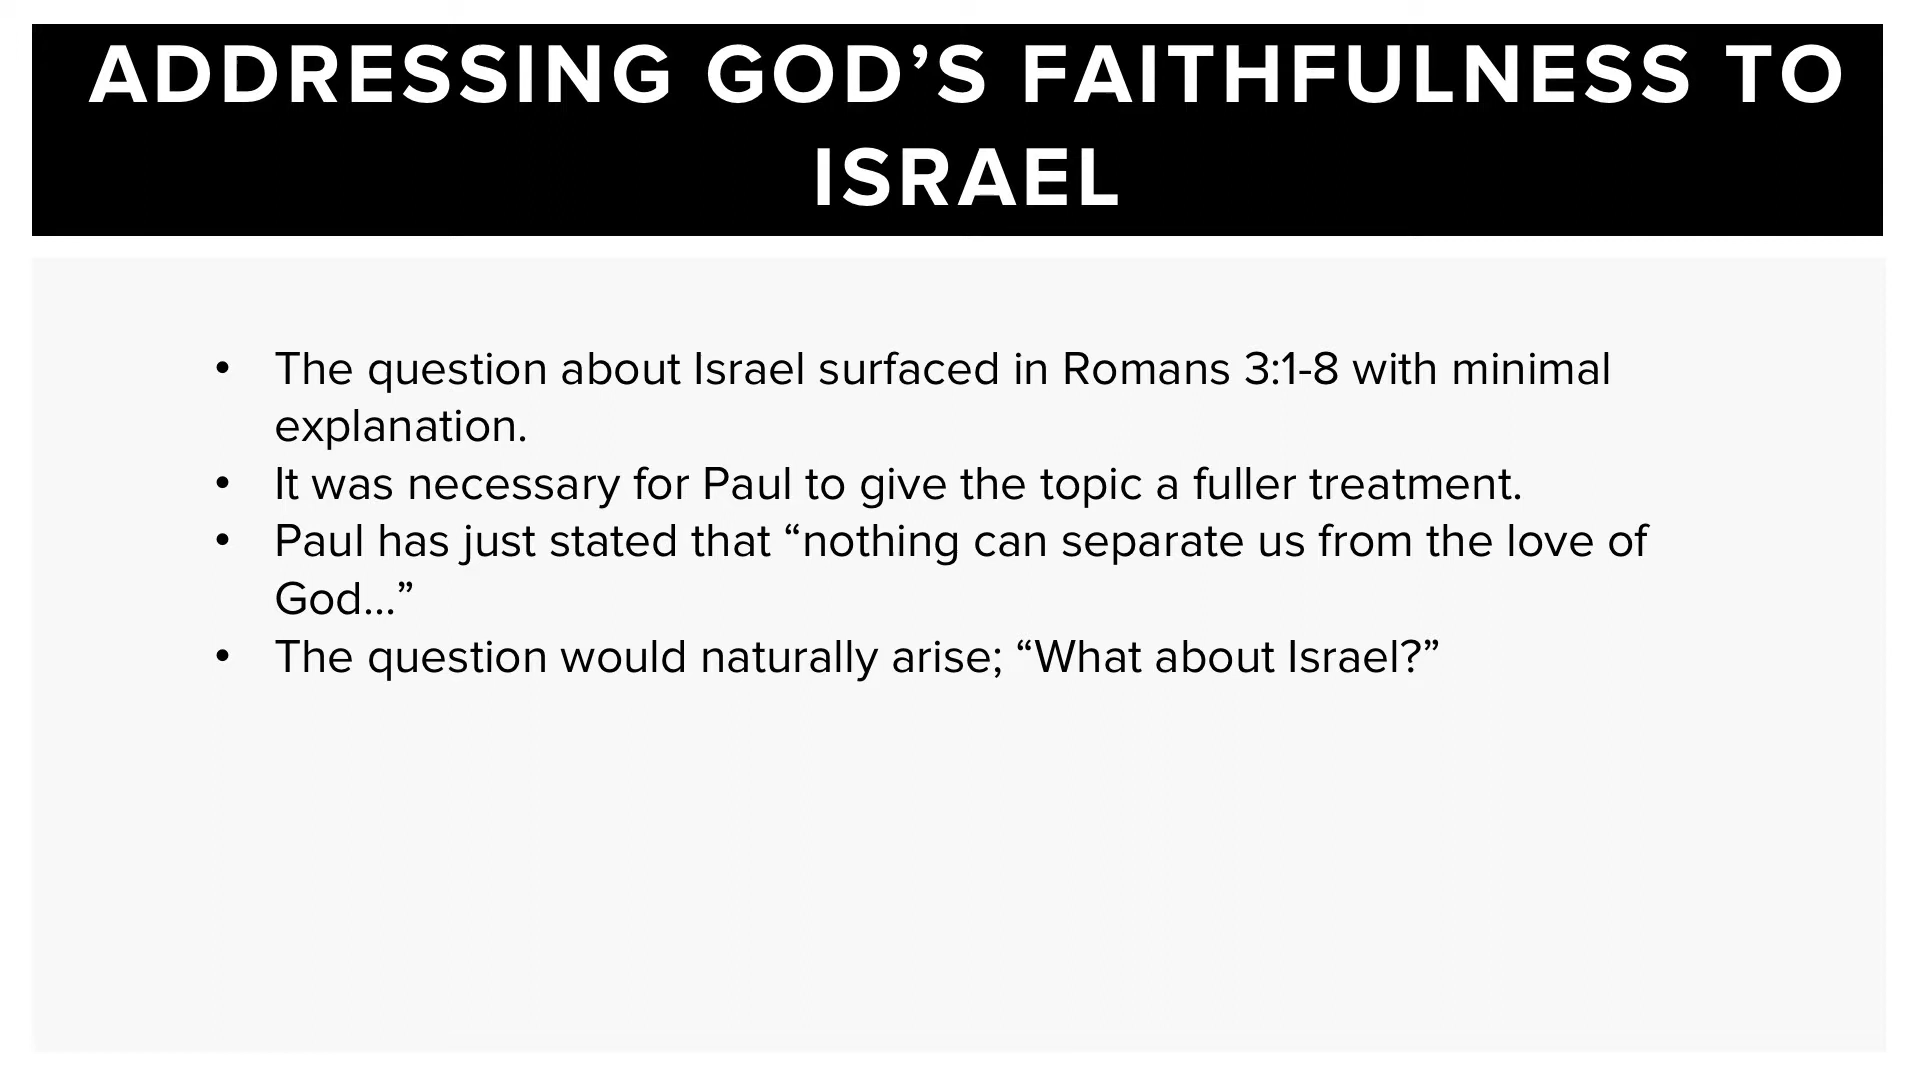 ADDRESSING GOD’S FAITHFULNESS TO
ISRAEL
• The question about Israel surfaced in Romans 3:1-8 with minimal
explanation.
• It was necessary for Paul to give the topic a fuller treatment.
• Paul has just stated that “nothing can separate us from the love of
God...”
• The question would naturally arise; “What about Israel?”